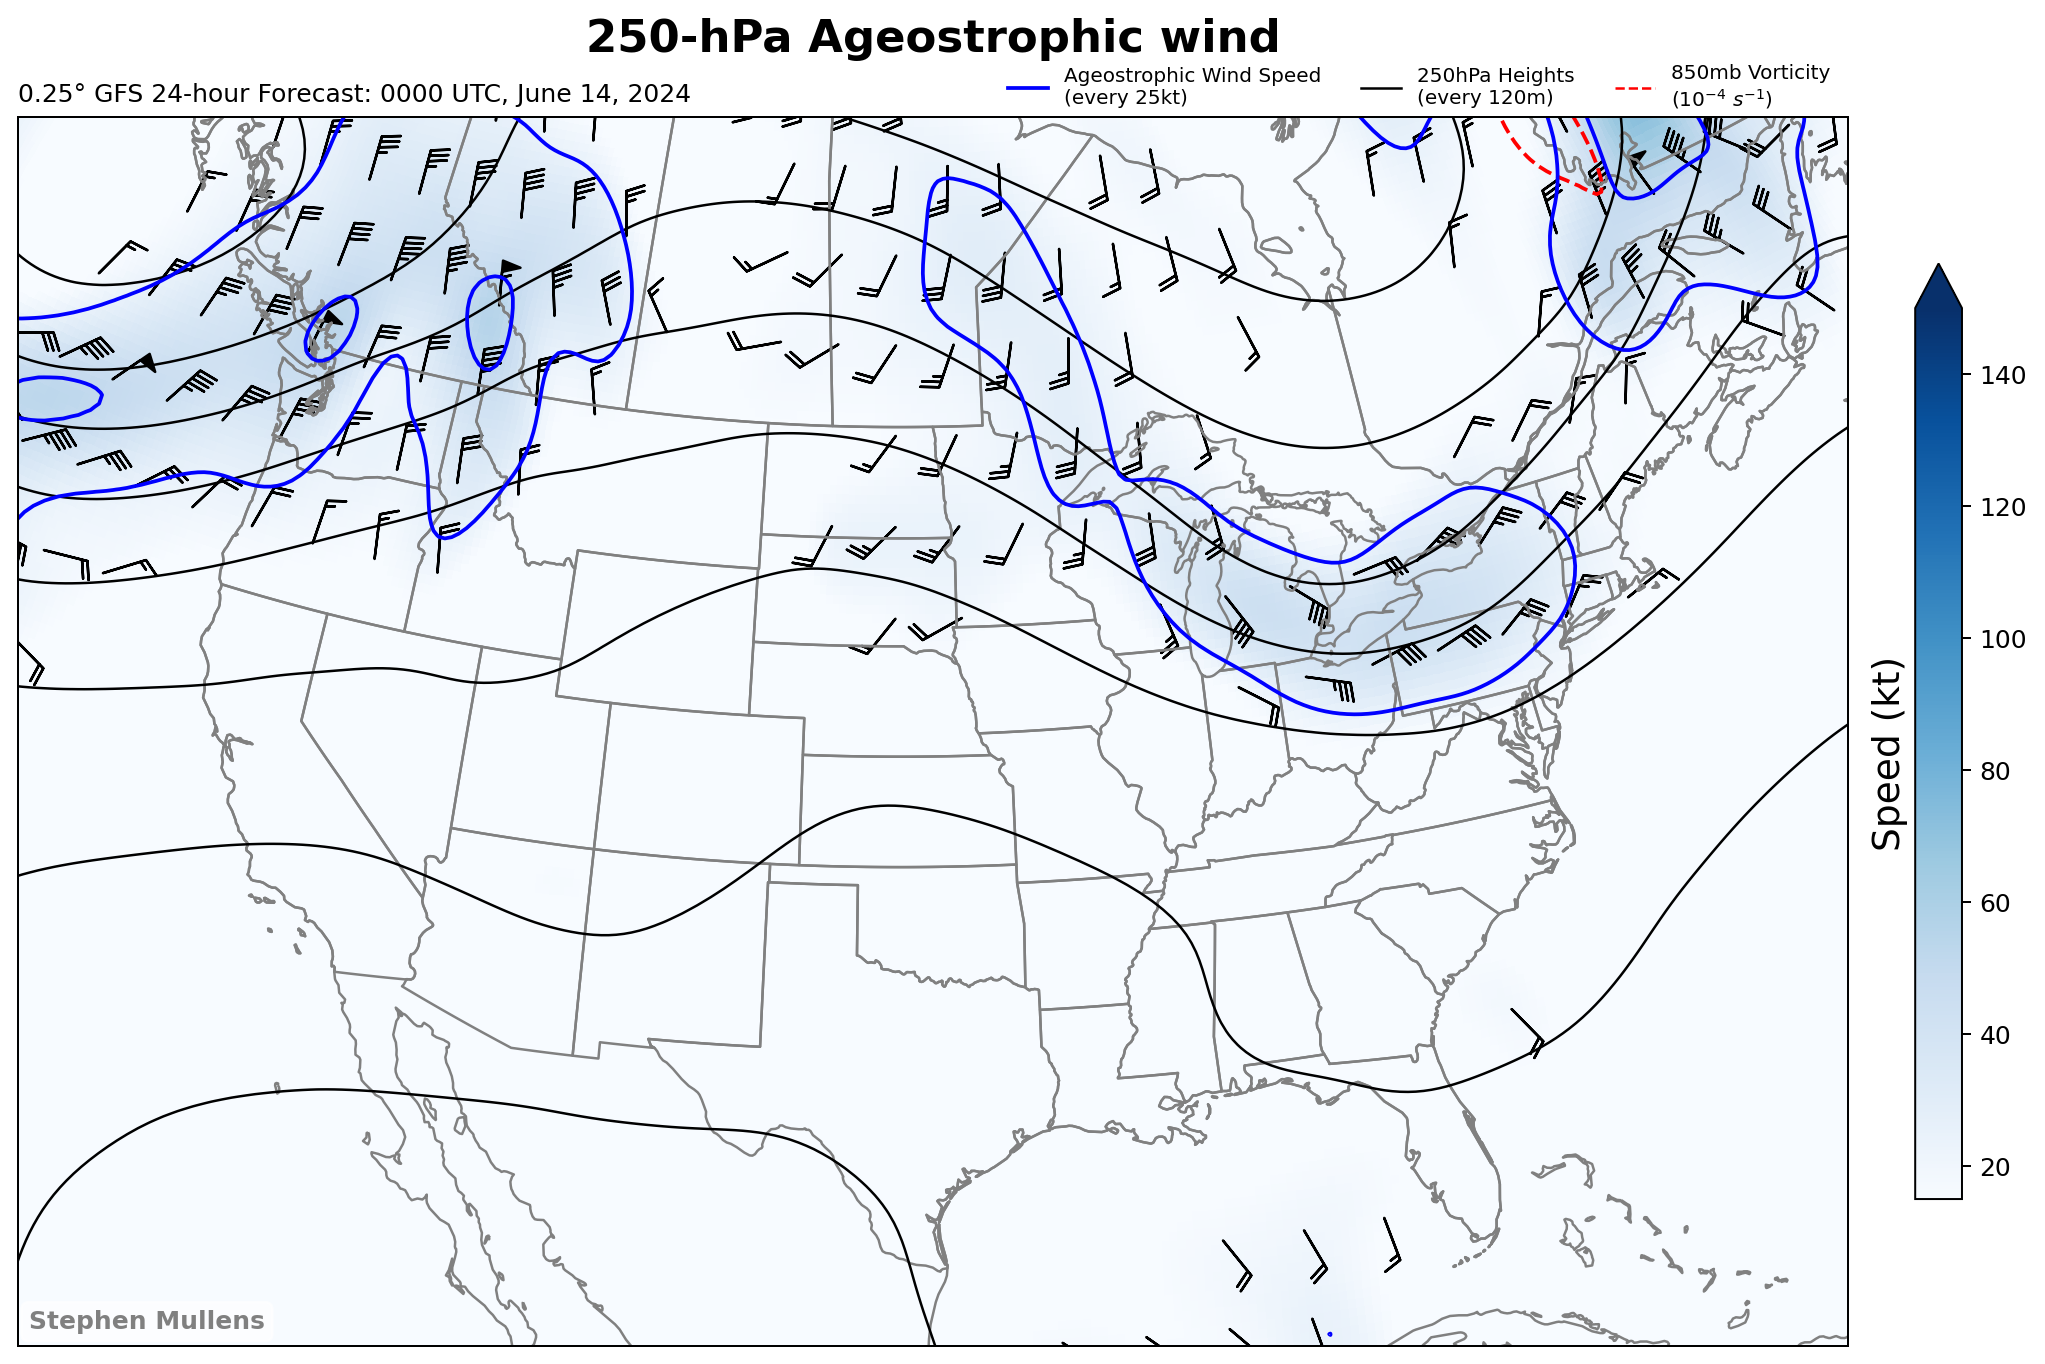 250-hPa Ageostrophic wind
0.25° GFS 24-hour Forecast: 0000 UTC, June 14, 2024
Ageostrophic Wind Speed
(every 25kt)
250hPa Heights
(every 120m)
850mb Vorticity
(10⁻⁴ s⁻¹)
140
120
100
80
60
40
20
Speed (kt)
Stephen Mullens